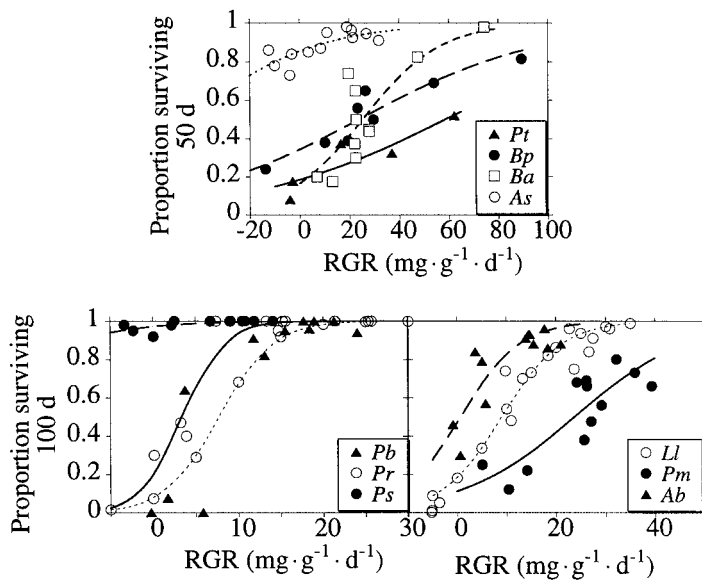 Proportion surviving
50 d
1
0.8
0.6
0.4
0.2
0
Pt
Bp
Ba
As
-20 0 20 40 60 80 100
RGR (mg·g⁻¹·d⁻¹)
Proportion surviving
100 d
1
0.8
0.6
0.4
0.2
0
Pb
Pr
Ps
Ll
Pm
Ab
0 10 20 30 0 20 40
RGR (mg·g⁻¹·d⁻¹) RGR (mg·g⁻¹·d⁻¹)